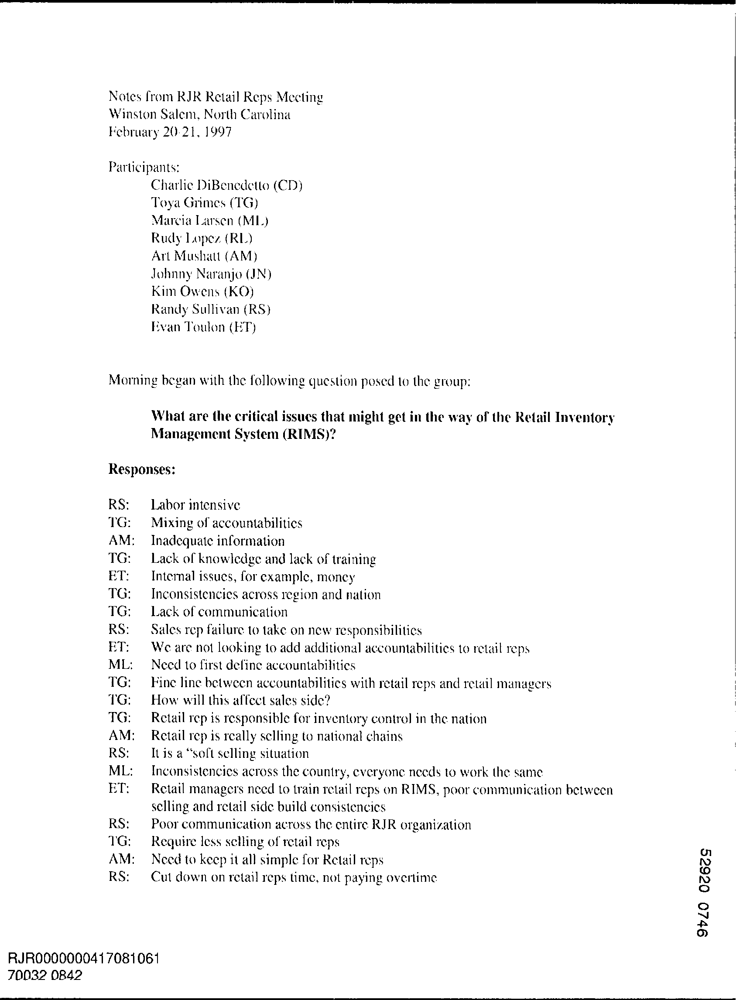 Notes from RJR Retail Reps Meeting
Winston Salem, North Carolina
February 20-21, 1997
Participants:
Charlie DiBenedetto (CD)
Toya Grimes (TG)
Marcia Larsen (ML)
Rudy Lopez (RL)
Art Mushatt (AM)
Johnny Naranjo (JN)
Kim Owens (KO)
Randy Sullivan (RS)
Evan Toulon (ET)
Morning began with the following question posed to the group:
What are the critical issues that might get in the way of the Retail Inventory
Management System (RIMS)?
Responses:
RS: Labor intensive
TG: Mixing of accountabilities
AM: Inadequate information
TG: Lack of knowledge and lack of training
ET: Internal issues, for example, money
TG: Inconsistencies across region and nation
TG: Lack of communication
RS: Sales rep failure to take on new responsibilities
ET: We are not looking to add additional accountabilities to retail reps
ML: Need to first define accountabilities
TG: Fine line between accountabilities with retail reps and retail managers
TG: How will this affect sales side?
TG: Retail rep is responsible for inventory control in the nation
AM: Retail rep is really selling to national chains
RS: It is a "soft selling situation
ML: Inconsistencies across the country, everyone needs to work the same
ET: Retail managers need to train retail reps on RIMS, poor communication between
selling and retail side build consistencies
RS: Poor communication across the entire RJR organization
TG: Require less selling of retail reps
AM: Need to keep it all simple for Retail reps
RS: Cut down on retail reps time, not paying overtime
52920 0746
RJR0000000417081061
70032 0842